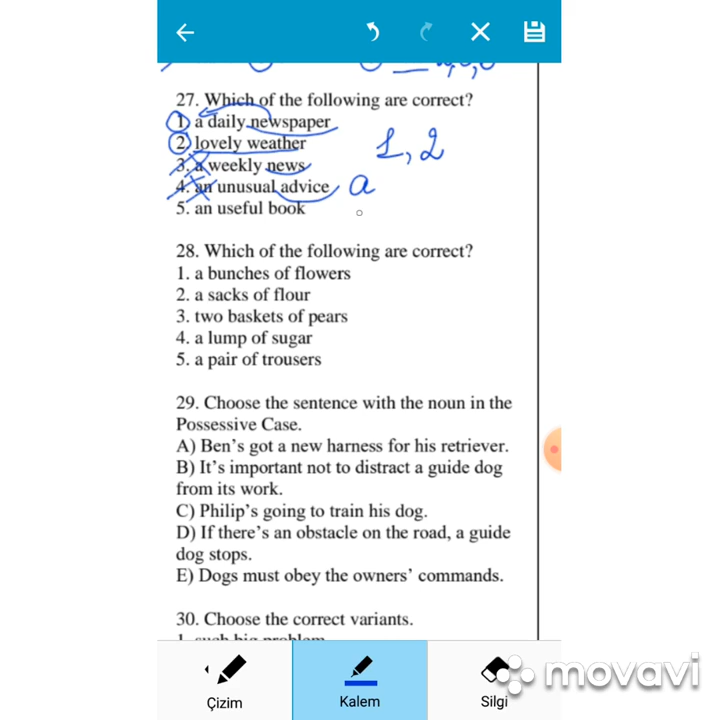 27. Which of the following are correct?
1. a daily newspaper
2. lovely weather
1, 2
3. a weekly news
4. an unusual advice
a
5. an useful book
28. Which of the following are correct?
1. a bunches of flowers
2. a sacks of flour
3. two baskets of pears
4. a lump of sugar
5. a pair of trousers
29. Choose the sentence with the noun in the
Possessive Case.
A) Ben's got a new harness for his retriever.
B) It's important not to distract a guide dog
from its work.
C) Philip's going to train his dog.
D) If there's an obstacle on the road, a guide
dog stops.
E) Dogs must obey the owners' commands.
30. Choose the correct variants.
1. such big problem
Çizim
Kalem
Silgi
movavi